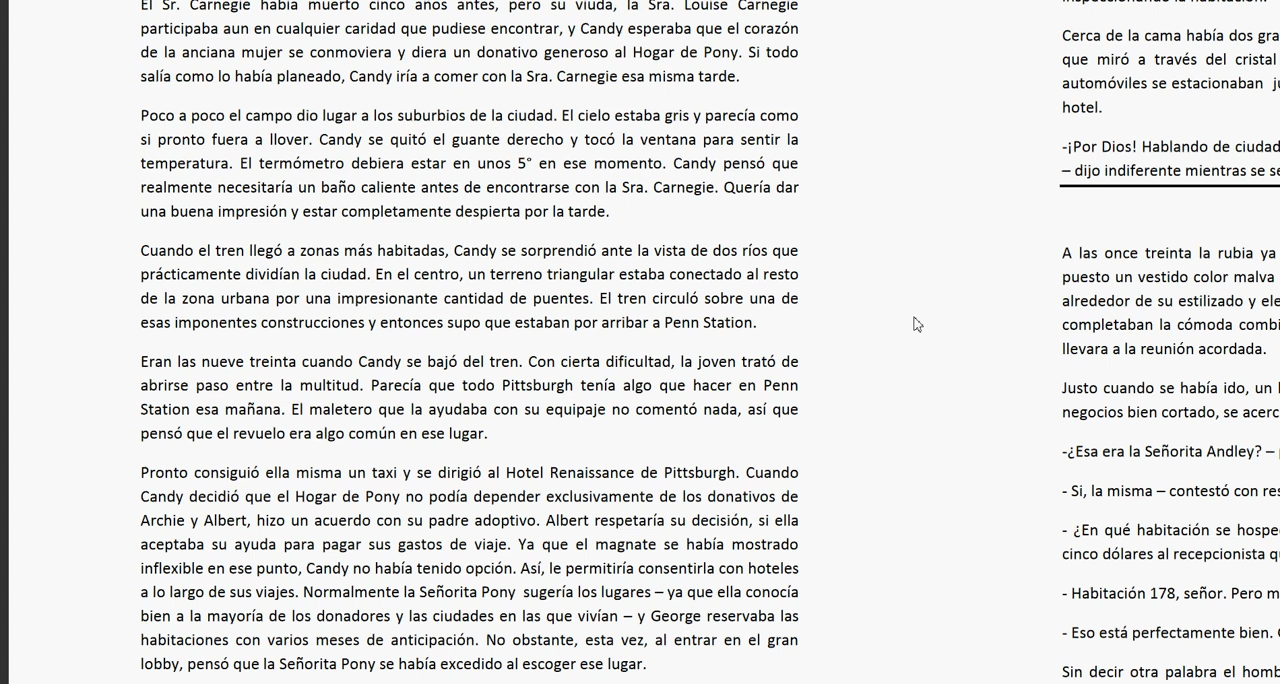 El Sr. Carnegie había muerto cinco años antes, pero su viuda, la Sra. Louise Carnegie
participaba aun en cualquier caridad que pudiese encontrar, y Candy esperaba que el corazón
de la anciana mujer se conmoviera y diera un donativo generoso al Hogar de Pony. Si todo
salía como lo había planeado, Candy iría a comer con la Sra. Carnegie esa misma tarde.
Poco a poco el campo dio lugar a los suburbios de la ciudad. El cielo estaba gris y parecía como
si pronto fuera a llover. Candy se quitó el guante derecho y tocó la ventana para sentir la
temperatura. El termómetro debiera estar en unos 5° en ese momento. Candy pensó que
realmente necesitaría un baño caliente antes de encontrarse con la Sra. Carnegie. Quería dar
una buena impresión y estar completamente despierta por la tarde.
Cuando el tren llegó a zonas más habitadas, Candy se sorprendió ante la vista de dos ríos que
prácticamente dividían la ciudad. En el centro, un terreno triangular estaba conectado al resto
de la zona urbana por una impresionante cantidad de puentes. El tren circuló sobre una de
esas imponentes construcciones y entonces supo que estaban por arribar a Penn Station.
Eran las nueve treinta cuando Candy se bajó del tren. Con cierta dificultad, la joven trató de
abrirse paso entre la multitud. Parecía que todo Pittsburgh tenía algo que hacer en Penn
Station esa mañana. El maletero que la ayudaba con su equipaje no comentó nada, así que
pensó que el revuelo era algo común en ese lugar.
Pronto consiguió ella misma un taxi y se dirigió al Hotel Renaissance de Pittsburgh. Cuando
Candy decidió que el Hogar de Pony no podía depender exclusivamente de los donativos de
Archie y Albert, hizo un acuerdo con su padre adoptivo. Albert respetaría su decisión, si ella
aceptaba su ayuda para pagar sus gastos de viaje. Ya que el magnate se había mostrado
inflexible en ese punto, Candy no había tenido opción. Así, le permitiría consentirla con hoteles
a lo largo de sus viajes. Normalmente la Señorita Pony sugería los lugares – ya que ella conocía
bien a la mayoría de los donadores y las ciudades en las que vivían – y George reservaba las
habitaciones con varios meses de anticipación. No obstante, esta vez, al entrar en el gran
lobby, pensó que la Señorita Pony se había excedido al escoger ese lugar.
inspeccionando la habitación.
Cerca de la cama había dos
que miró a través del cristal
automóviles se estacionaban
hotel.
-¡Por Dios! Hablando de
– dijo indiferente mientras se
A las once treinta la rubia ya
puesto un vestido color malva
alrededor de su estilizado y
completaban la cómoda
llevara a la reunión acordada.
Justo cuando se había ido, un
negocios bien cortado, se
-¿Esa era la Señorita Andley? –
- Si, la misma – contestó con
- ¿En qué habitación se
cinco dólares al recepcionista
- Habitación 178, señor. Pero
- Eso está perfectamente bien.
Sin decir otra palabra el